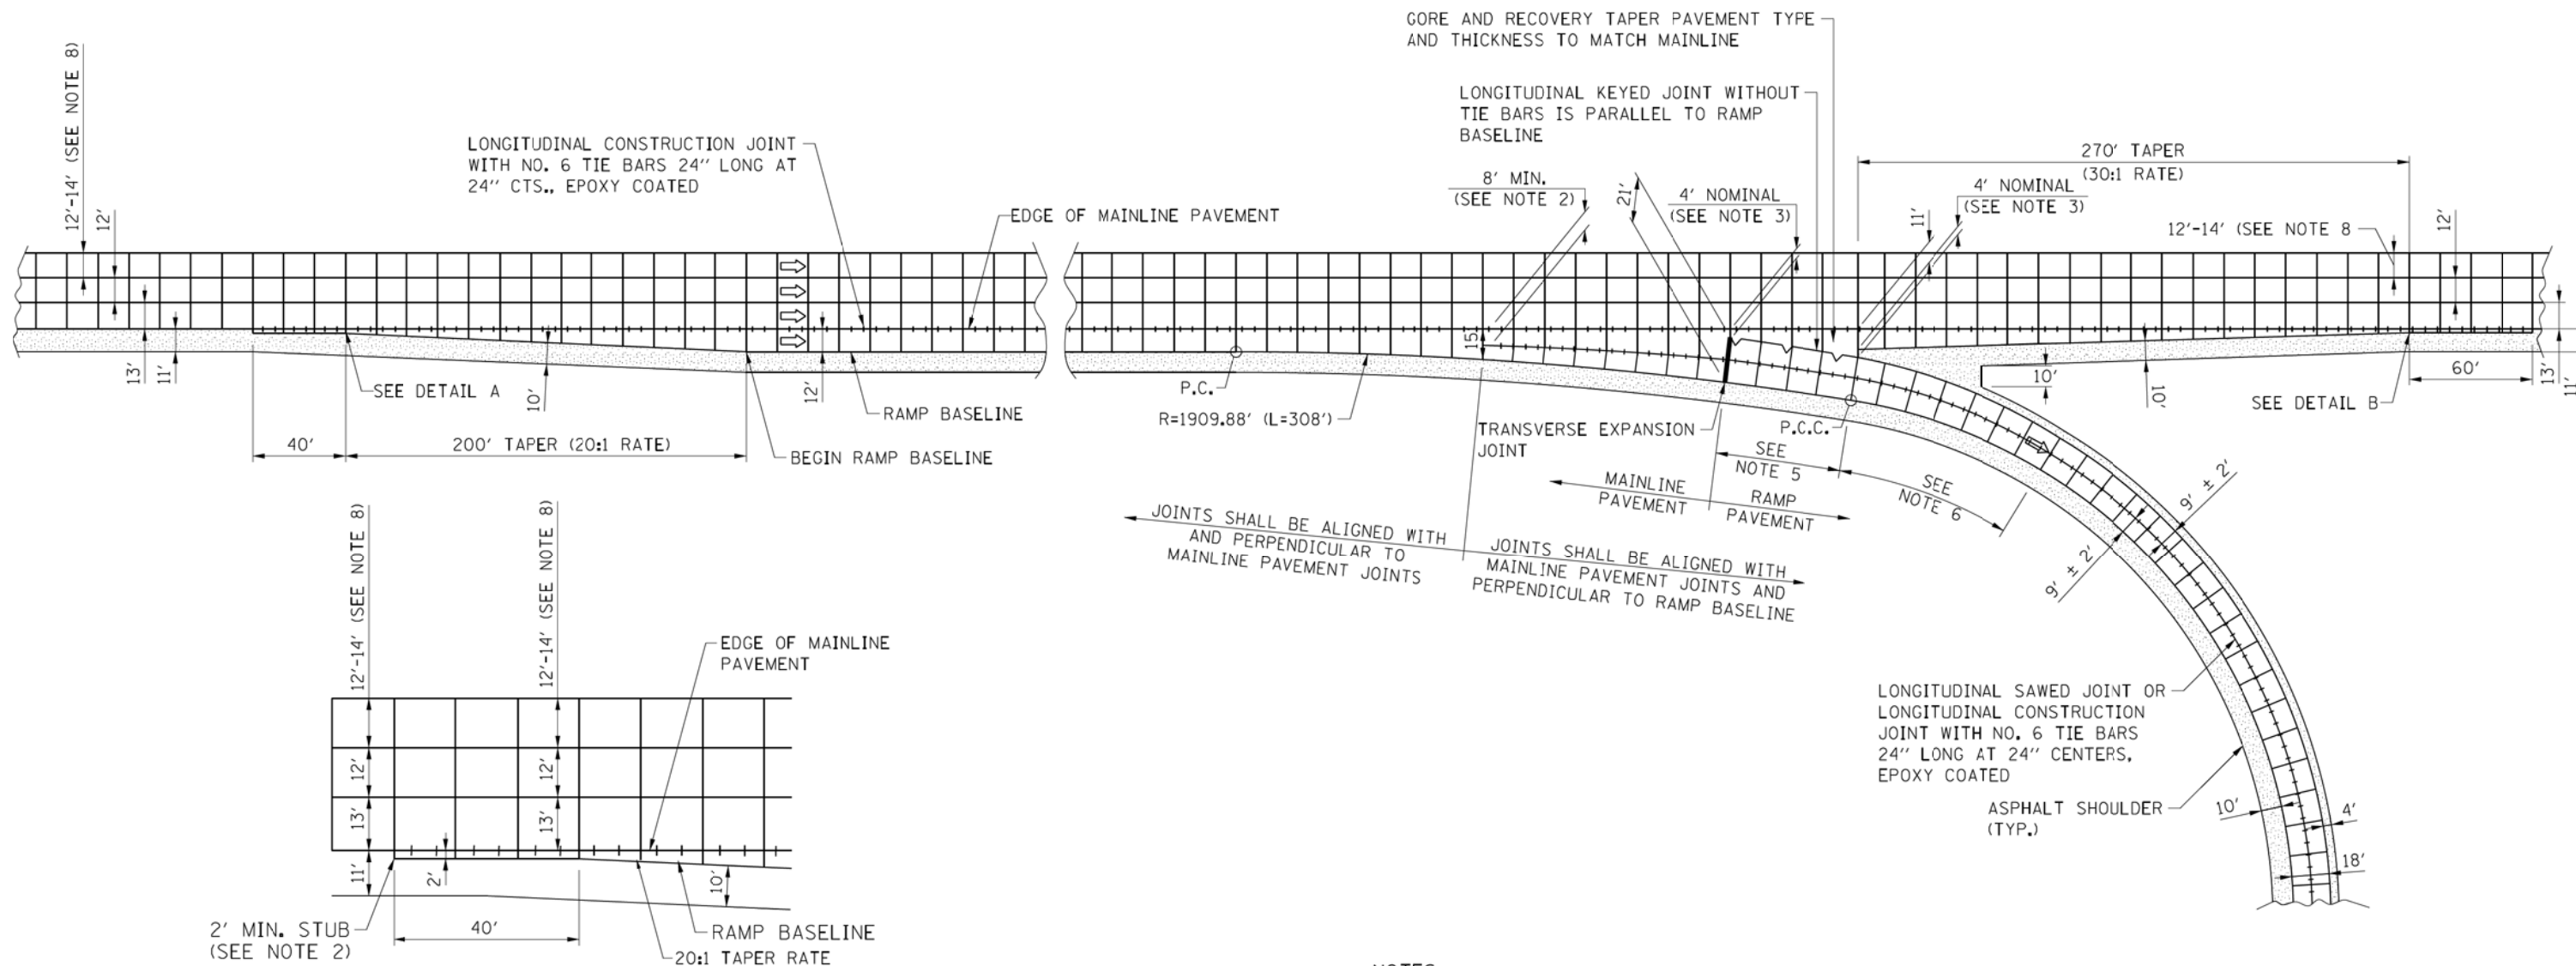 GORE AND RECOVERY TAPER PAVEMENT TYPE
AND THICKNESS TO MATCH MAINLINE
LONGITUDINAL KEYED JOINT WITHOUT
TIE BARS IS PARALLEL TO RAMP
BASELINE
12'-14' (SEE NOTE 8)
12'
LONGITUDINAL CONSTRUCTION JOINT
WITH NO. 6 TIE BARS 24" LONG AT
24" CTS., EPOXY COATED
EDGE OF MAINLINE PAVEMENT
8' MIN.
(SEE NOTE 2)
21'
4' NOMINAL
(SEE NOTE 3)
270' TAPER
(30:1 RATE)
4' NOMINAL
(SEE NOTE 3)
11'
12'-14' (SEE NOTE 8
12'
13'
11'
SEE DETAIL A
10'
12'
RAMP BASELINE
40'
200' TAPER (20:1 RATE)
BEGIN RAMP BASELINE
P.C.
R=1909.88' (L=308')
15'
TRANSVERSE EXPANSION
JOINT
P.C.C.
SEE
NOTE 5
SEE
NOTE 6
MAINLINE
PAVEMENT
RAMP
PAVEMENT
JOINTS SHALL BE ALIGNED WITH
AND PERPENDICULAR TO
MAINLINE PAVEMENT JOINTS
JOINTS SHALL BE ALIGNED WITH
MAINLINE PAVEMENT JOINTS AND
PERPENDICULAR TO RAMP BASELINE
10'
10'
SEE DETAIL B
60'
13'
11'
9' ± 2'
9' ± 2'
LONGITUDINAL SAWED JOINT OR
LONGITUDINAL CONSTRUCTION
JOINT WITH NO. 6 TIE BARS
24" LONG AT 24" CENTERS,
EPOXY COATED
ASPHALT SHOULDER
(TYP.)
10'
4'
18'
12'-14' (SEE NOTE 8)
12'-14' (SEE NOTE 8)
EDGE OF MAINLINE
PAVEMENT
12'
12'
13'
13'
11'
2'
10'
2' MIN. STUB
(SEE NOTE 2)
40'
RAMP BASELINE
20:1 TAPER RATE